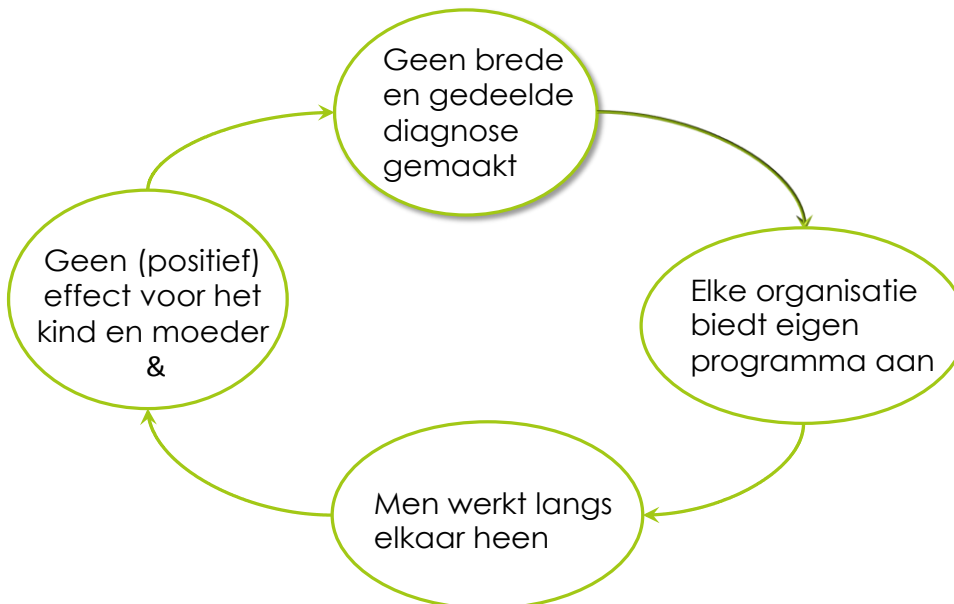 Geen brede
en gedeelde
diagnose
gemaakt
Elke organisatie
biedt eigen
programma aan
Men werkt langs
elkaar heen
Geen (positief)
effect voor het
kind en moeder
&